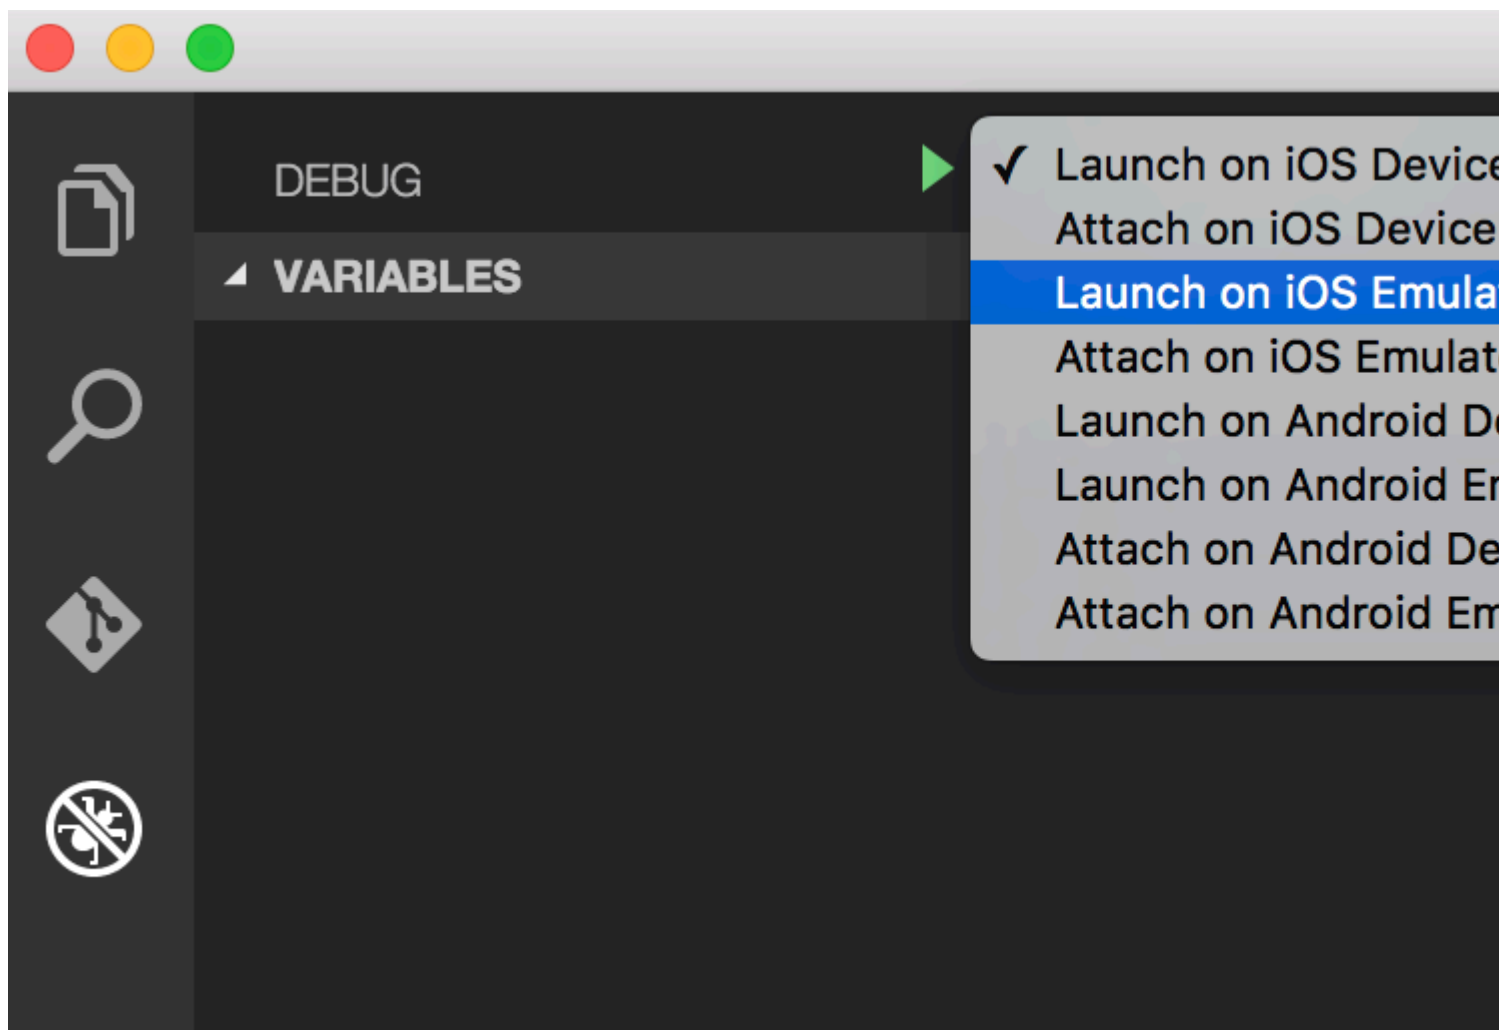 DEBUG
VARIABLES
✓ Launch on iOS Device
Attach on iOS Device
Launch on iOS
Attach on iOS
Launch on Android
Launch on Android
Attach on Android
Attach on Android